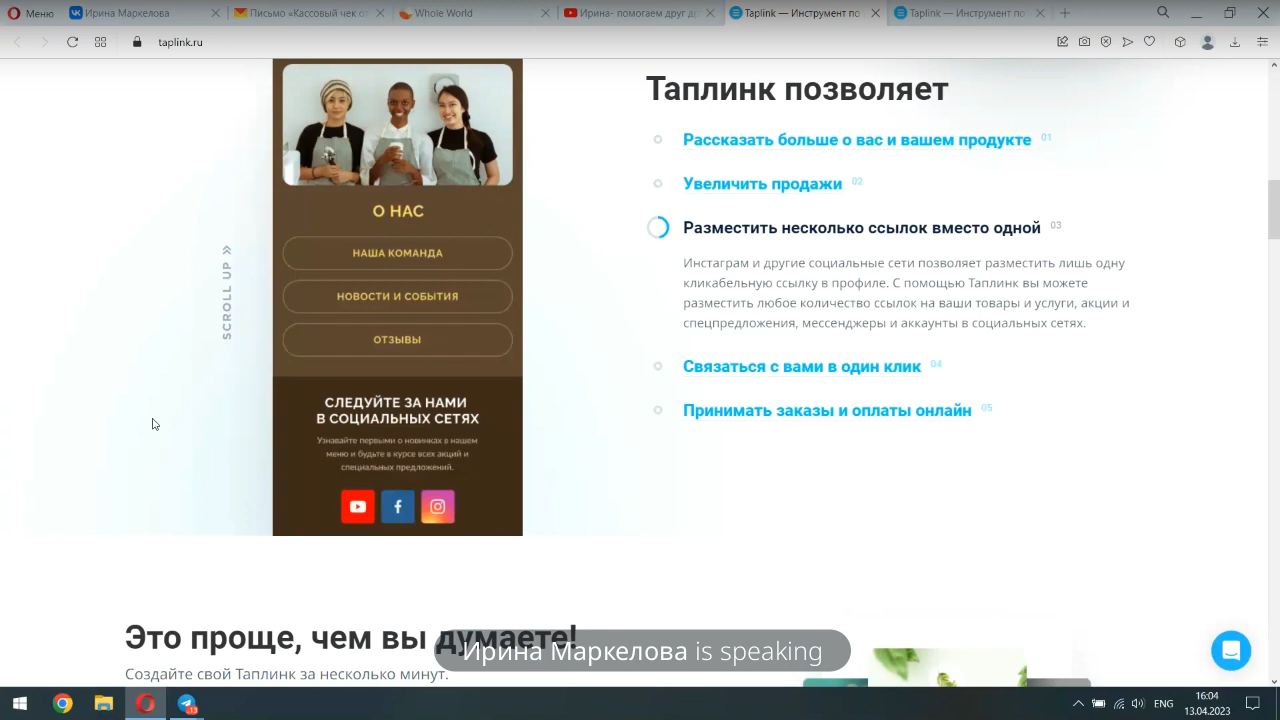 Меню
Ирина Маркело
Письмо «Кассовый чек о
Hello World
Ирина- помогаем друг др
Taplink —
Taplink — Инструмент по
taplink.ru
Таплинк позволяет
Рассказать больше о вас и вашем продукте 01
Увеличить продажи 02
Разместить несколько ссылок вместо одной 03
Инстаграм и другие социальные сети позволяет разместить лишь одну
кликабельную ссылку в профиле. С помощью Таплинк вы можете
разместить любое количество ссылок на ваши товары и услуги, акции и
спецпредложения, мессенджеры и аккаунты в социальных сетях.
Связаться с вами в один клик 04
Принимать заказы и оплаты онлайн 05
SCROLL UP
О НАС
НАША КОМАНДА
НОВОСТИ И СОБЫТИЯ
ОТЗЫВЫ
СЛЕДУЙТЕ ЗА НАМИ
В СОЦИАЛЬНЫХ СЕТЯХ
Узнавайте первыми о новинках в нашем
меню и будьте в курсе всех акций и
специальных предложений.
Это проще, чем вы думаете!
Создайте свой Таплинк за несколько минут.
Ирина Маркелова is speaking
13
ENG
16:04
13.04.2023